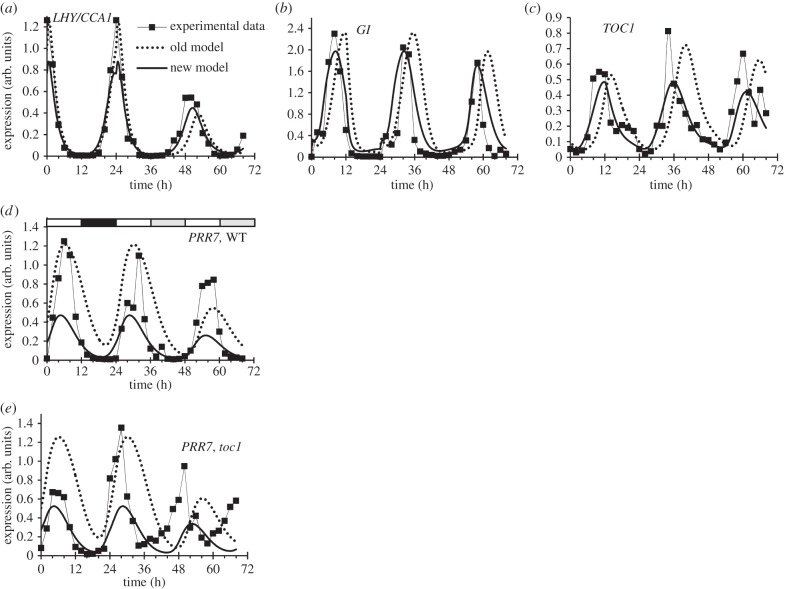 (a)
LHY/CCA1
experimental data
old model
new model
expression (arb. units)
1.2
1.0
0.8
0.6
0.4
0.2
0
0 12 24 36 48 60 72
time (h)
(b)
GI
2.4
2.0
1.6
1.2
0.8
0.4
0
0 12 24 36 48 60 72
time (h)
(c)
TOC1
0.9
0.8
0.7
0.6
0.5
0.4
0.3
0.2
0.1
0
0 12 24 36 48 60 72
time (h)
(d)
PRR7, WT
expression (arb. units)
1.4
1.2
1.0
0.8
0.6
0.4
0.2
0
0 12 24 36 48 60 72
time (h)
(e)
PRR7, toc1
expression (arb. units)
1.4
1.2
1.0
0.8
0.6
0.4
0.2
0
0 12 24 36 48 60 72
time (h)